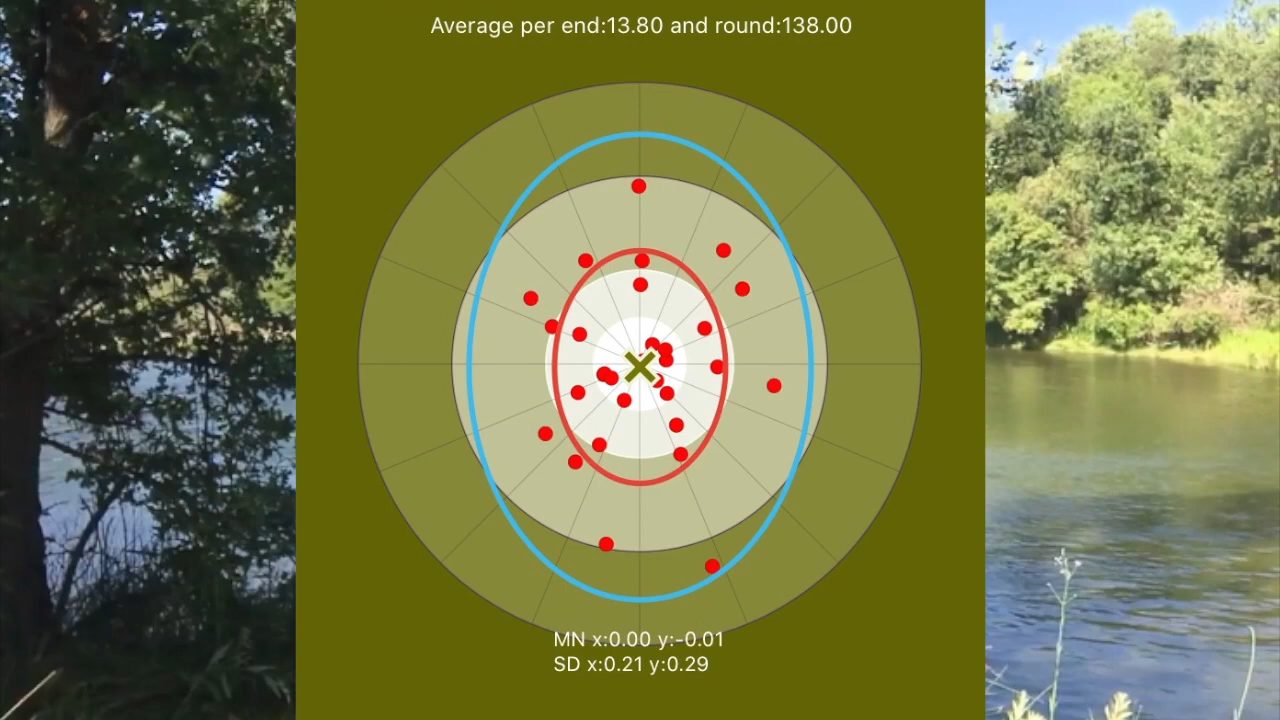 Average per end:13.80 and round:138.00
MN x:0.00 y:-0.01
SD x:0.21 y:0.29